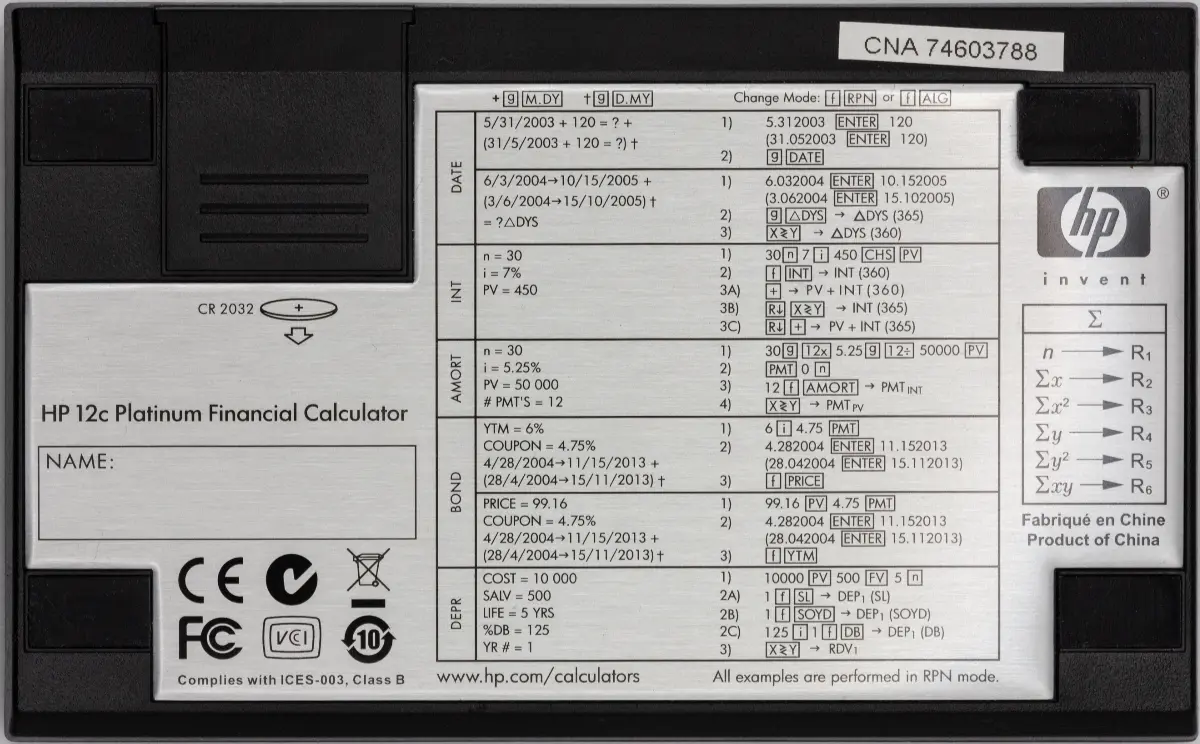 CNA 74603788
+ g M.DY † g D.MY Change Mode: f RPN or f ALG
DATE
5/31/2003 + 120 = ? + 1) 5.312003 ENTER 120
(31/5/2003 + 120 = ?) † (31.052003 ENTER 120)
2) g DATE
6/3/2004→10/15/2005 + 1) 6.032004 ENTER 10.152005
(3/6/2004→15/10/2005) † (3.062004 ENTER 15.102005)
= ?△DYS 2) g △DYS → △DYS (365)
3) X≷Y → △DYS (360)
INT
n = 30 1) 30 n 7 i 450 CHS PV
i = 7% 2) f INT → INT (360)
PV = 450 3A) + → PV + INT (360)
3B) R↓ X≷Y → INT (365)
3C) R↓ + → PV + INT (365)
AMORT
n = 30 1) 30 g 12x 5.25 g 12÷ 50000 PV
i = 5.25% 2) PMT 0 n
PV = 50 000 3) 12 f AMORT → PMT INT
# PMT'S = 12 4) X≷Y → PMT PV
BOND
YTM = 6% 1) 6 i 4.75 PMT
COUPON = 4.75% 2) 4.282004 ENTER 11.152013
4/28/2004→11/15/2013 + (28.042004 ENTER 15.112013)
(28/4/2004→15/11/2013) † 3) f PRICE
PRICE = 99.16 1) 99.16 PV 4.75 PMT
COUPON = 4.75% 2) 4.282004 ENTER 11.152013
4/28/2004→11/15/2013 + (28.042004 ENTER 15.112013)
(28/4/2004→15/11/2013) † 3) f YTM
DEPR
COST = 10 000 1) 10000 PV 500 FV 5 n
SALV = 500 2A) 1 f SL → DEP₁ (SL)
LIFE = 5 YRS 2B) 1 f SOYD → DEP₁ (SOYD)
%DB = 125 2C) 125 i 1 f DB → DEP₁ (DB)
YR # = 1 3) X≷Y → RDV₁
www.hp.com/calculators All examples are performed in RPN mode.
CR 2032 +
HP 12c Platinum Financial Calculator
NAME:
CE
FC VCI 10
Complies with ICES-003, Class B
hp ®
invent
Σ
n → R₁
Σx → R₂
Σx² → R₃
Σy → R₄
Σy² → R₅
Σxy → R₆
Fabriqué en Chine
Product of China